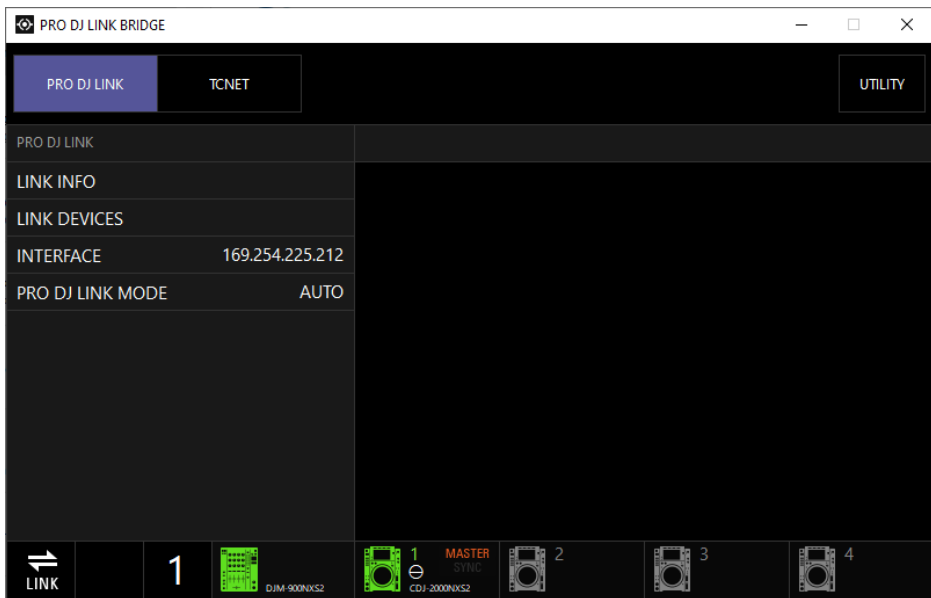 PRO DJ LINK BRIDGE
PRO DJ LINK TCNET UTILITY
PRO DJ LINK
LINK INFO
LINK DEVICES
INTERFACE 169.254.225.212
PRO DJ LINK MODE AUTO
LINK 1 DJM-900NXS2 1 MASTER SYNC CDJ-2000NXS2 2 3 4